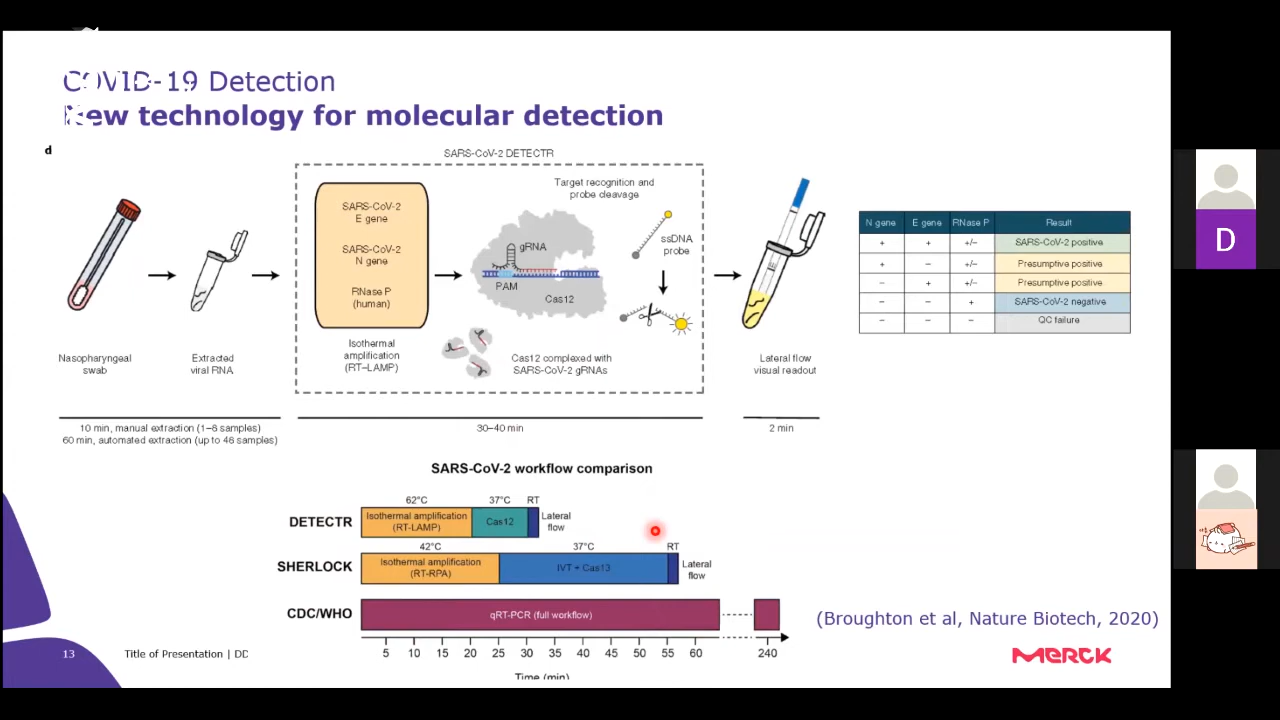 COVID-19 Detection
New technology for molecular detection
d
SARS-CoV-2 DETECTR
Target recognition and
probe cleavage
SARS-CoV-2
E gene
SARS-CoV-2
N gene
RNase P
(human)
gRNA
PAM
Cas12
ssDNA
probe
Nasopharyngeal
swab
Extracted
viral RNA
Isothermal
amplification
(RT–LAMP)
Cas12 complexed with
SARS-CoV-2 gRNAs
Lateral flow
visual readout
N gene E gene RNase P Result
+ + +/– SARS-CoV-2 positive
+ – +/– Presumptive positive
– + +/– Presumptive positive
– – + SARS-CoV-2 negative
– – – QC failure
10 min, manual extraction (1–8 samples)
60 min, automated extraction (up to 48 samples)
30–40 min
2 min
SARS-CoV-2 workflow comparison
62°C 37°C RT
DETECTR
Isothermal amplification
(RT-LAMP)
Cas12
Lateral
flow
42°C 37°C RT
SHERLOCK
Isothermal amplification
(RT-RPA)
IVT + Cas13
Lateral
flow
CDC/WHO
qRT-PCR (full workflow)
5 10 15 20 25 30 35 40 45 50 55 60 240
Time (min)
(Broughton et al, Nature Biotech, 2020)
13
Title of Presentation | DD
MERCK
D